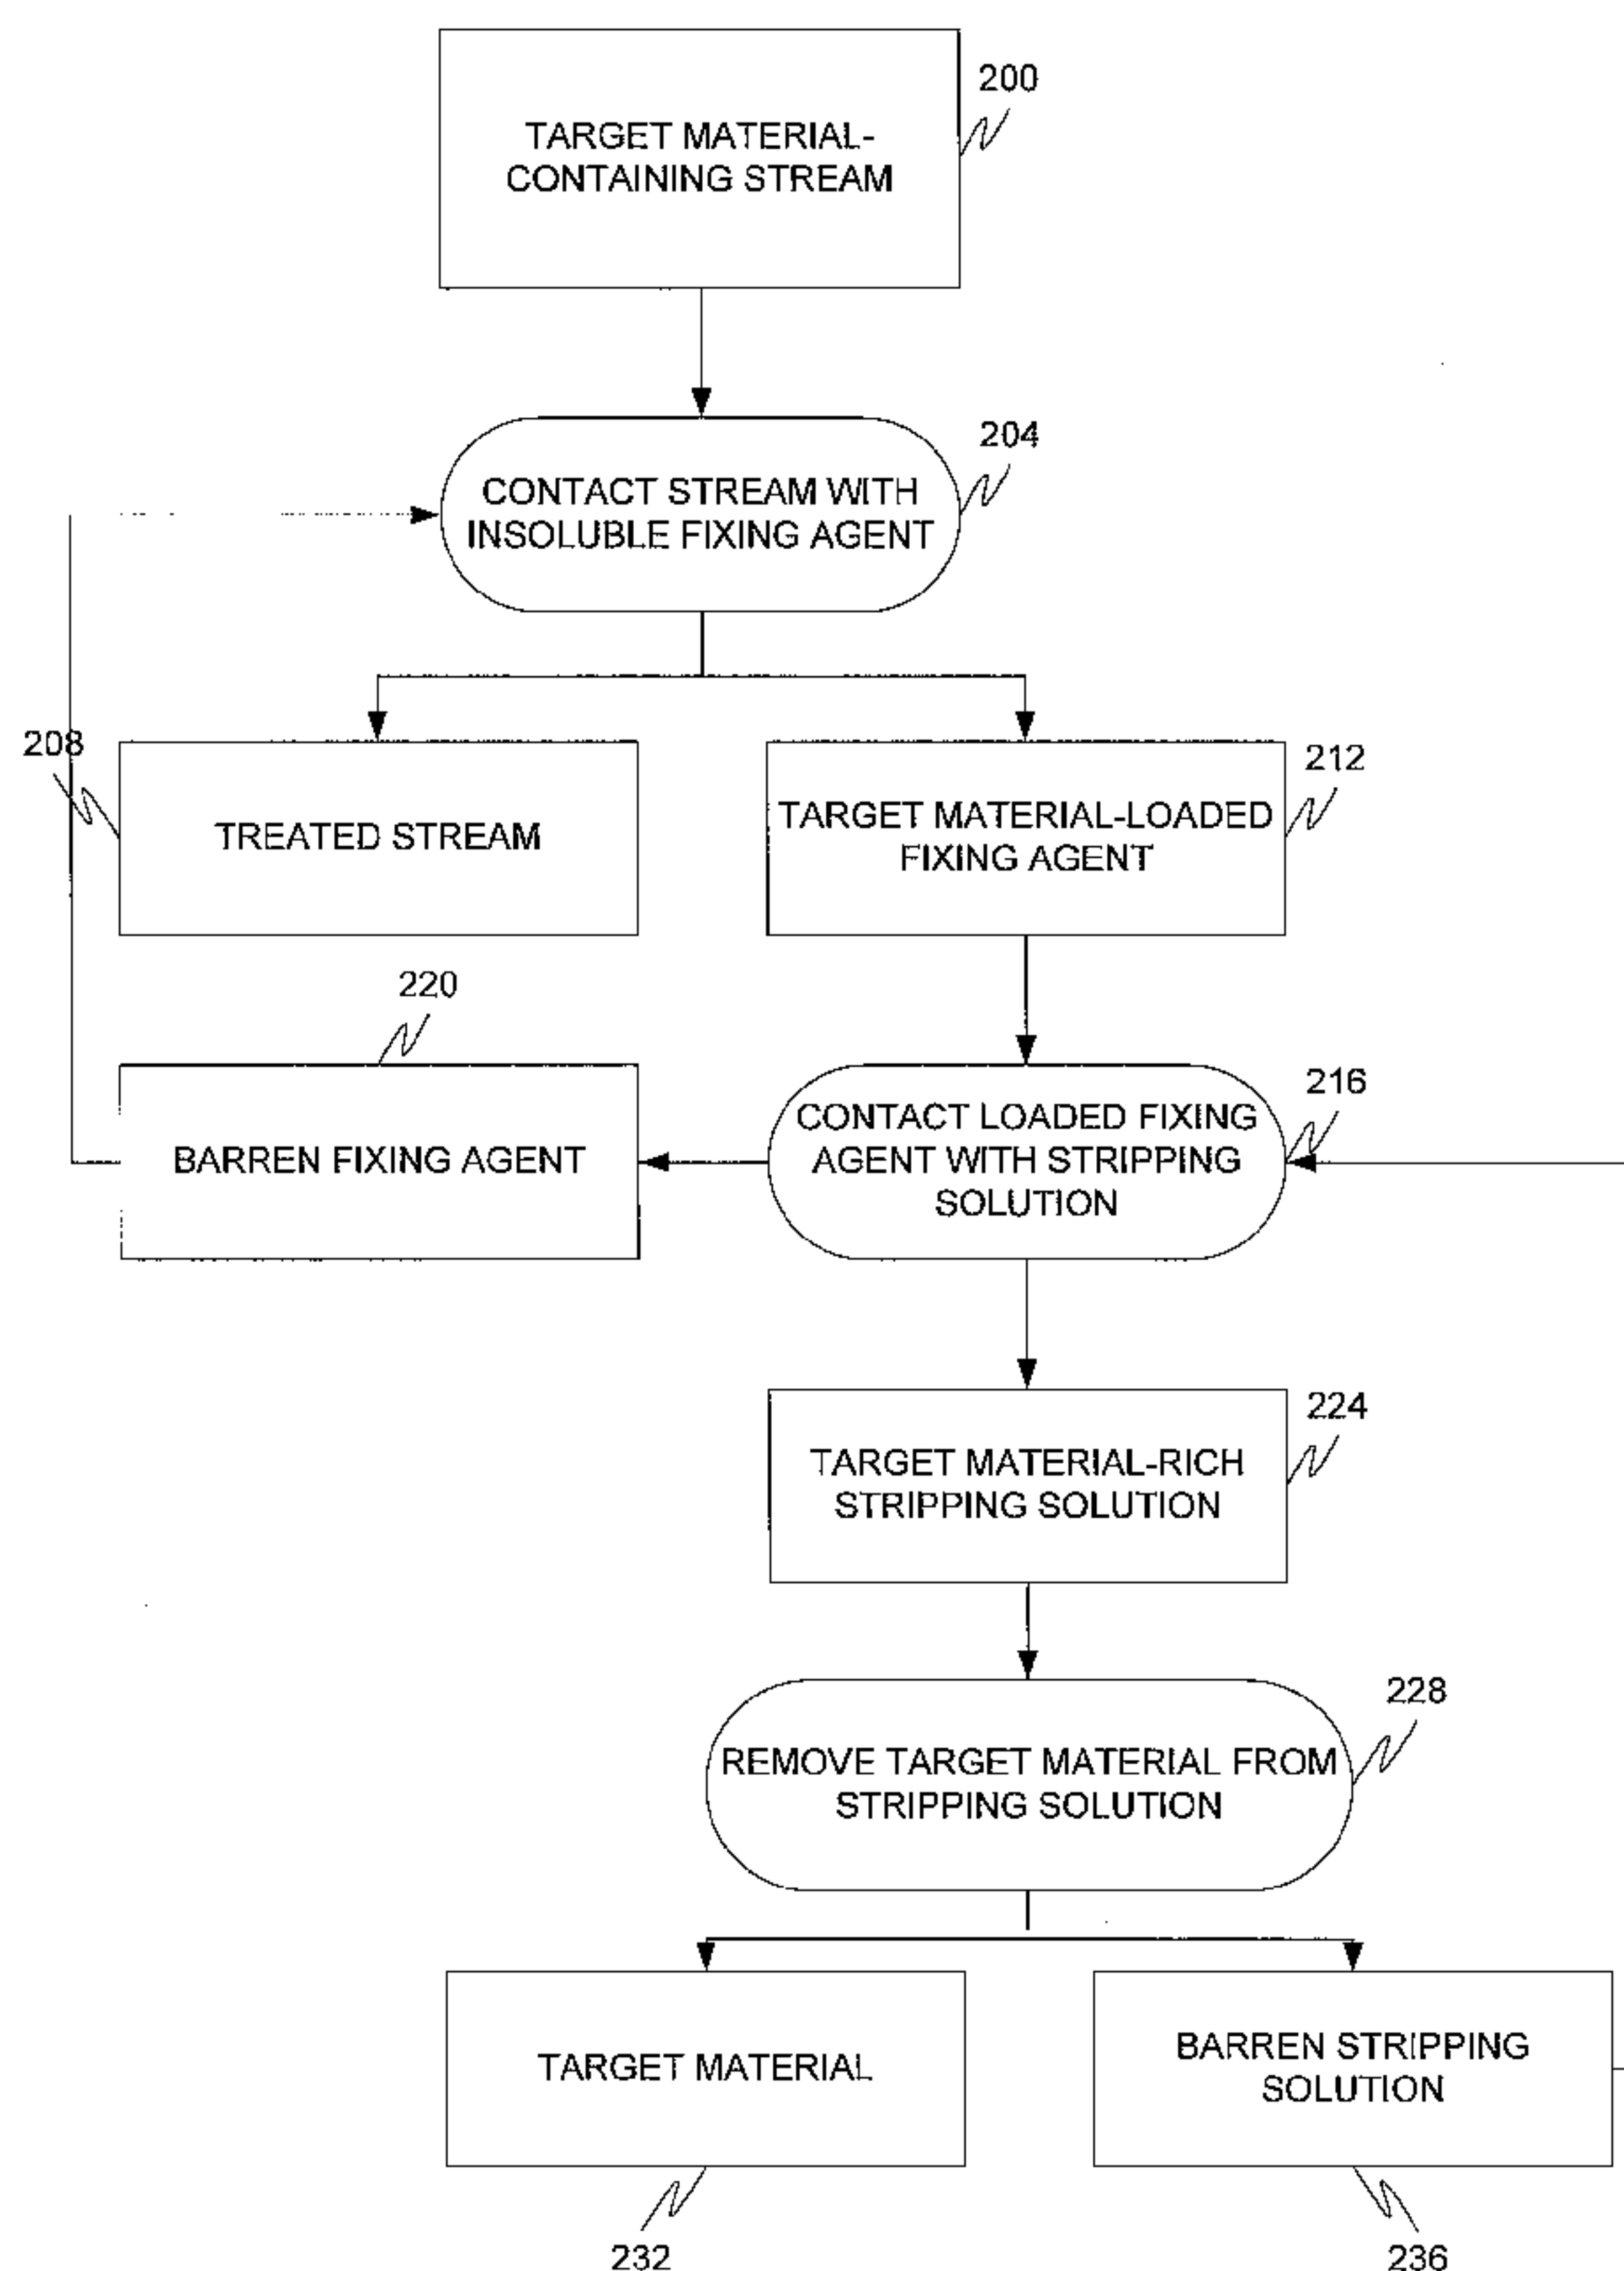 200
TARGET MATERIAL-
CONTAINING STREAM
204
CONTACT STREAM WITH
INSOLUBLE FIXING AGENT
208
TREATED STREAM
212
TARGET MATERIAL-LOADED
FIXING AGENT
220
BARREN FIXING AGENT
216
CONTACT LOADED FIXING
AGENT WITH STRIPPING
SOLUTION
224
TARGET MATERIAL-RICH
STRIPPING SOLUTION
228
REMOVE TARGET MATERIAL FROM
STRIPPING SOLUTION
TARGET MATERIAL
232
BARREN STRIPPING
SOLUTION
236